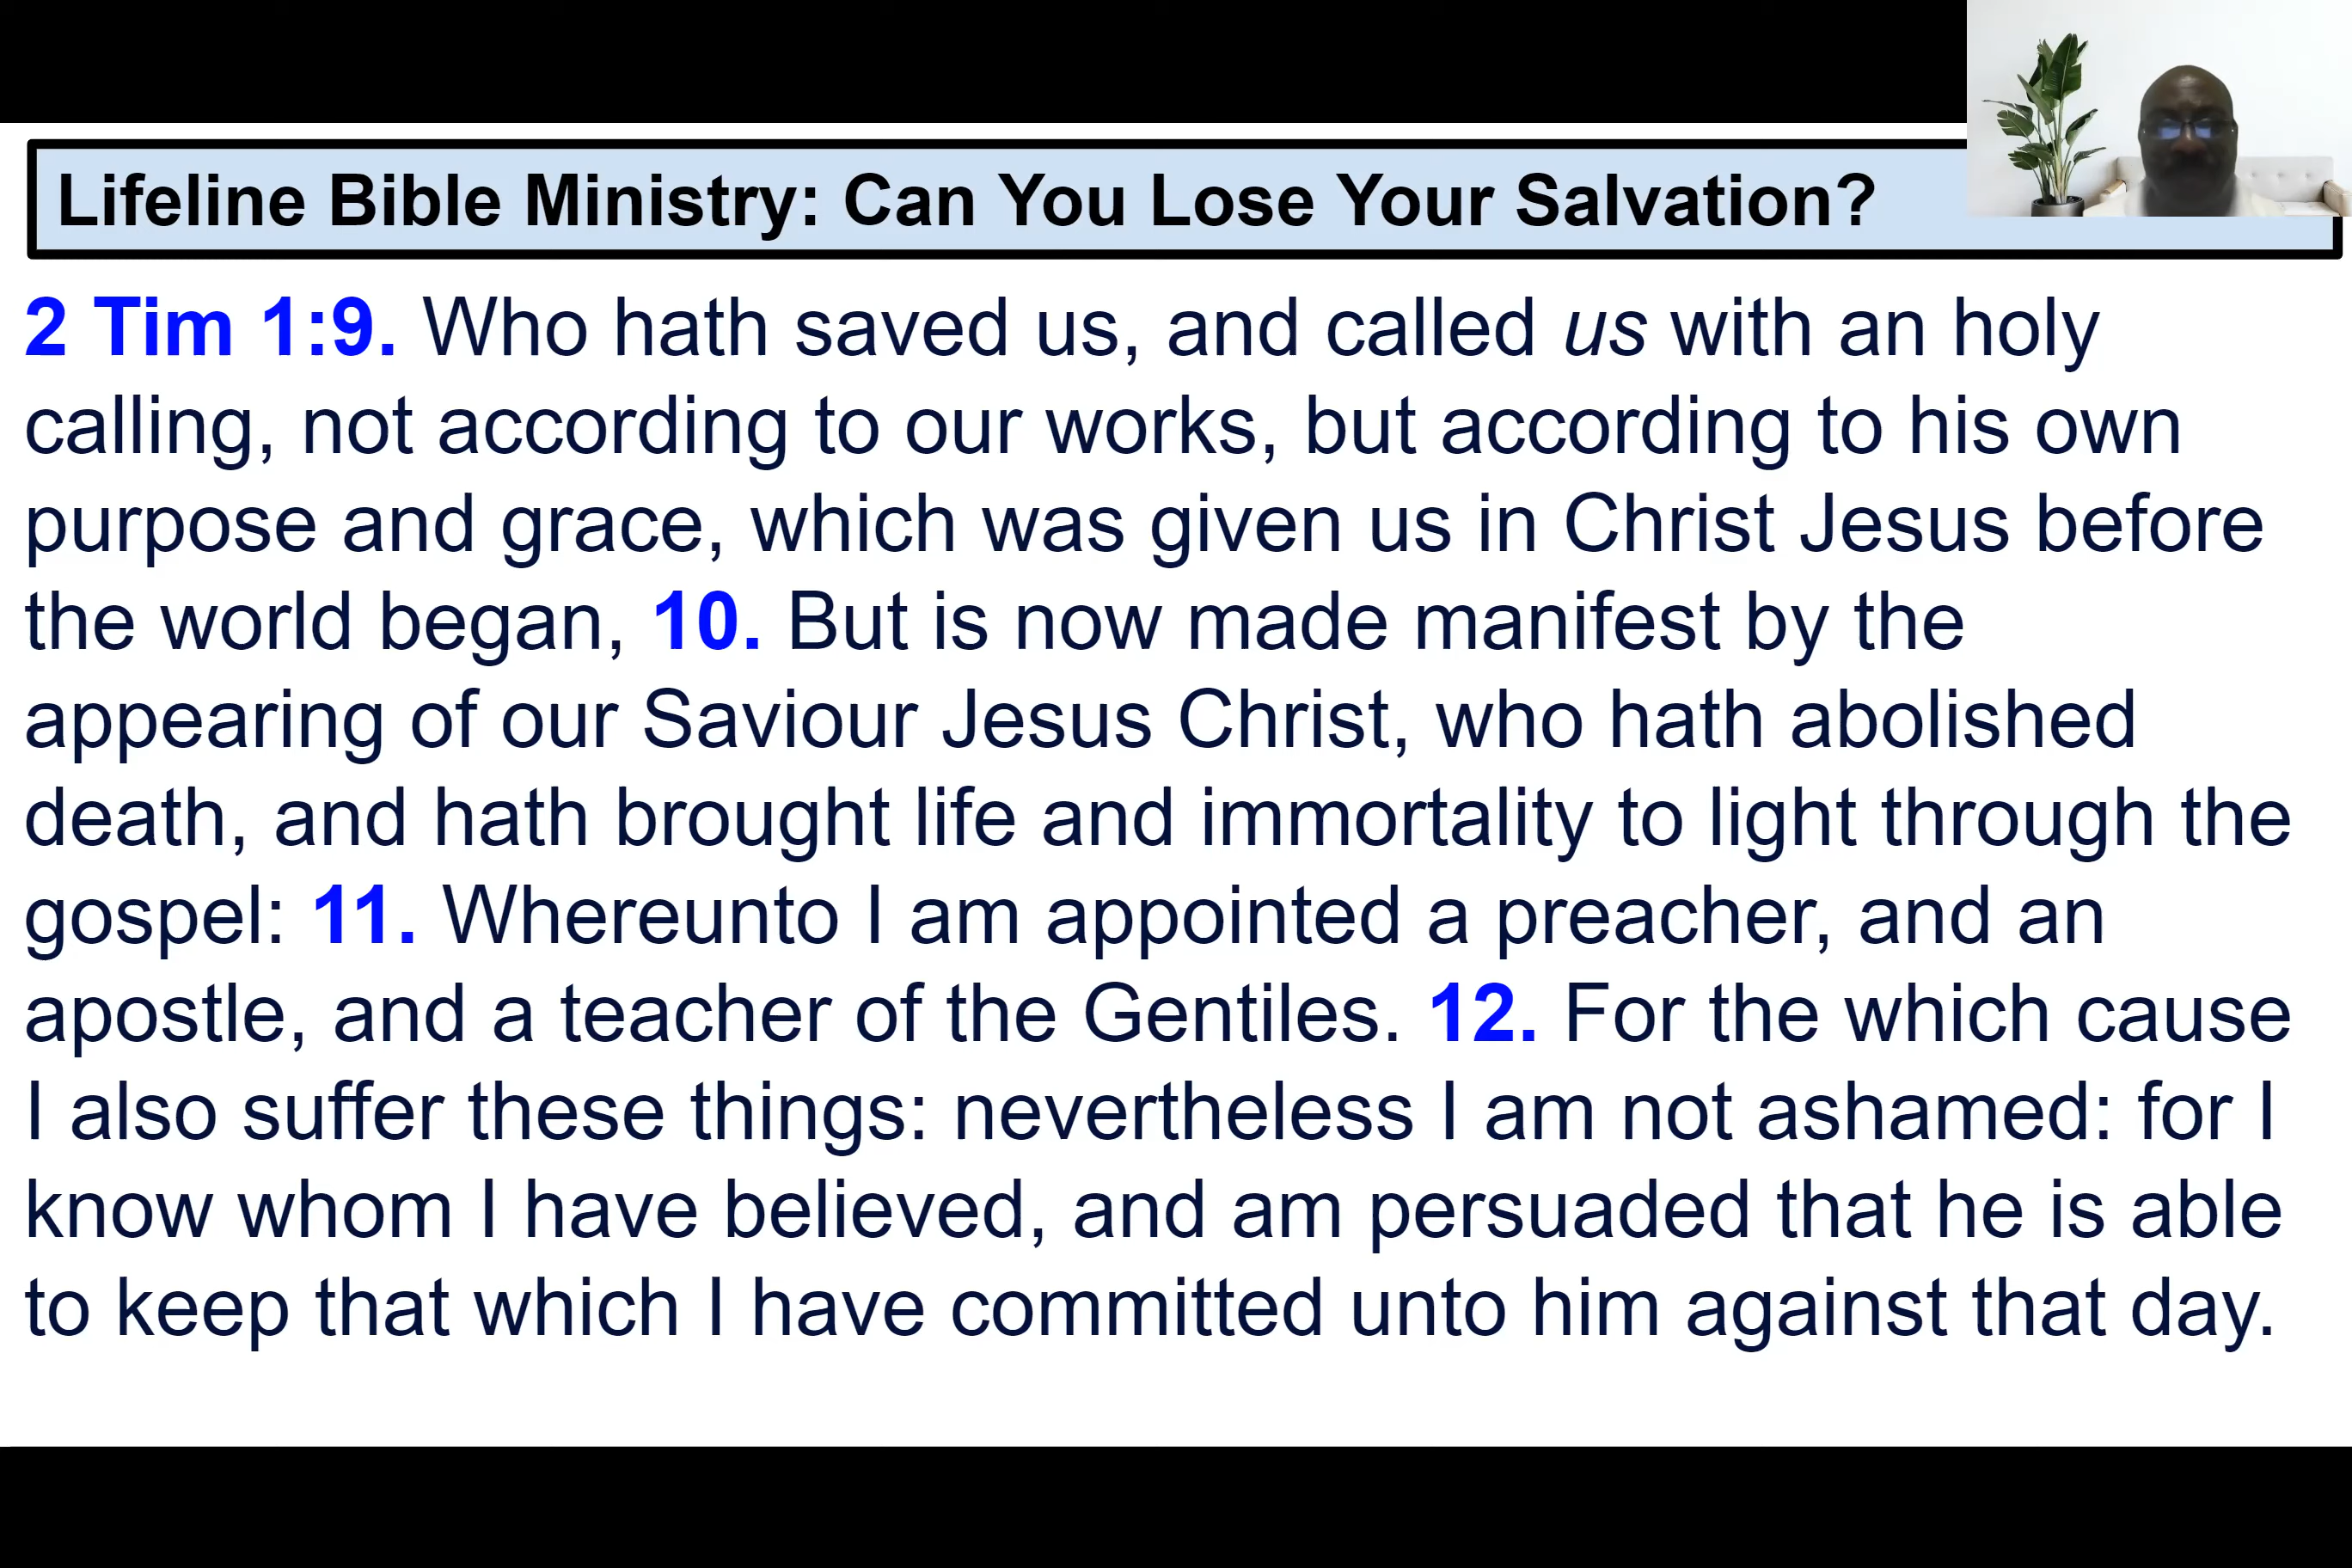 Lifeline Bible Ministry: Can You Lose Your Salvation?
2 Tim 1:9. Who hath saved us, and called us with an holy
calling, not according to our works, but according to his own
purpose and grace, which was given us in Christ Jesus before
the world began, 10. But is now made manifest by the
appearing of our Saviour Jesus Christ, who hath abolished
death, and hath brought life and immortality to light through the
gospel: 11. Whereunto I am appointed a preacher, and an
apostle, and a teacher of the Gentiles. 12. For the which cause
I also suffer these things: nevertheless I am not ashamed: for I
know whom I have believed, and am persuaded that he is able
to keep that which I have committed unto him against that day.